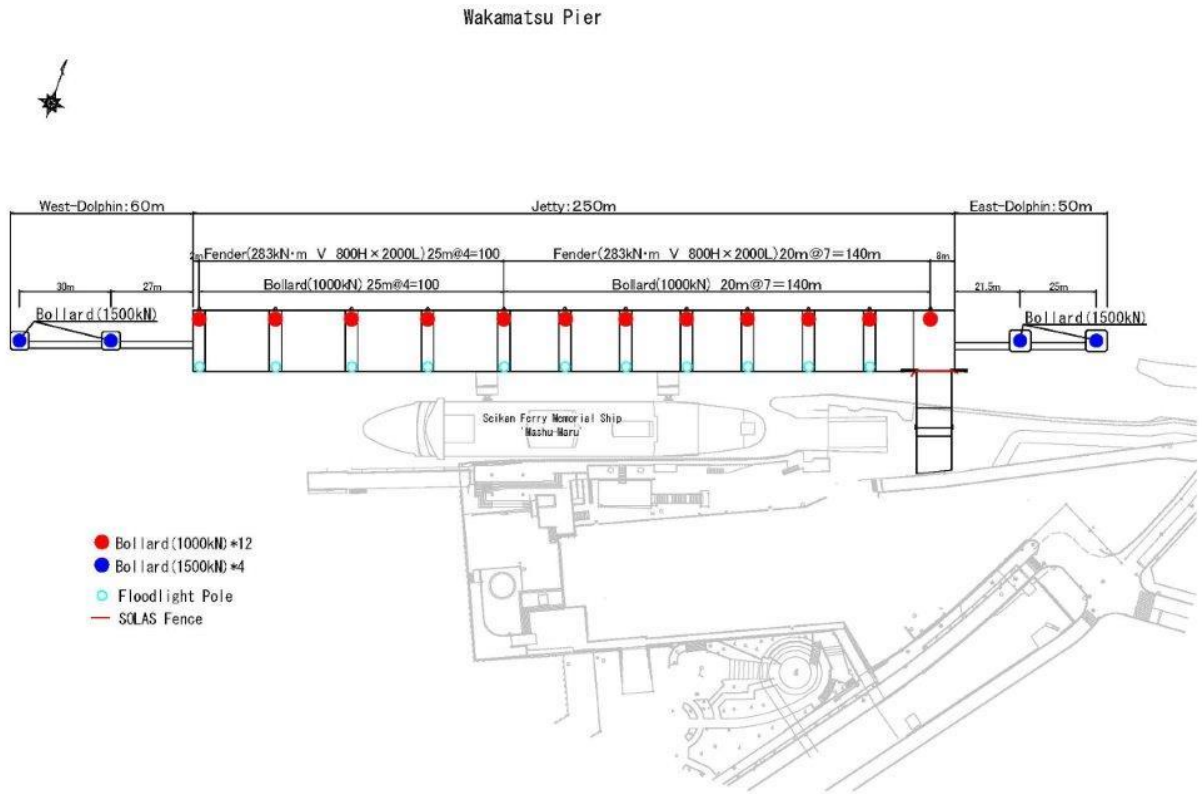 Wakamatsu Pier
West-Dolphin:60m
Jetty:250m
East-Dolphin:50m
2m
Fender(283kN・m V 800H×2000L)25m@4=100
Fender(283kN・m V 800H×2000L)20m@7=140m
8m
30m
27m
Bollard(1000kN) 25m@4=100
Bollard(1000kN) 20m@7=140m
21.5m
25m
Bollard(1500kN)
Bollard(1500kN)
Seikan Ferry Memorial Ship
'Mashu-Maru'
Bollard(1000kN)*12
Bollard(1500kN)*4
Floodlight Pole
SOLAS Fence